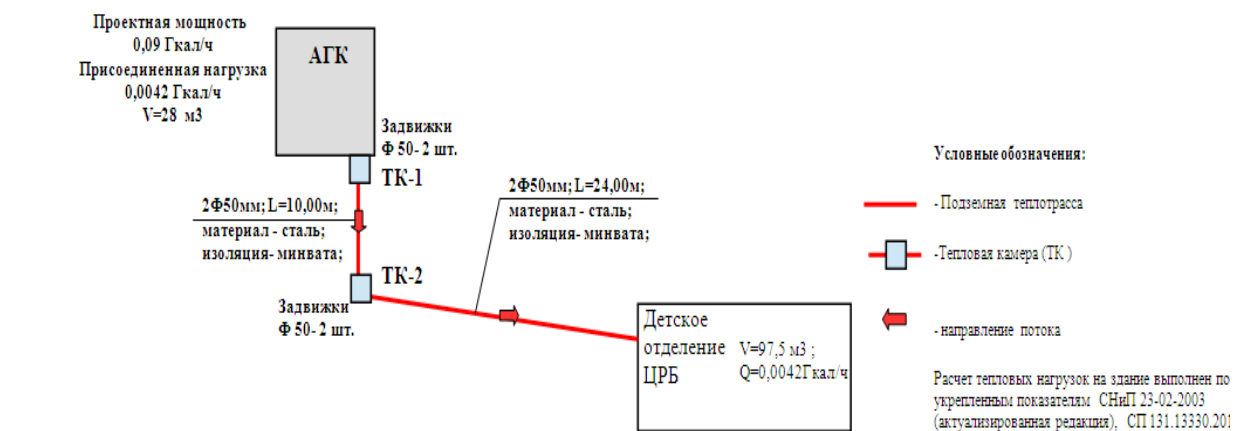 Проектная мощность
0,09 Гкал/ч
Присоединенная нагрузка
0,0042 Гкал/ч
V=28 м3
АГК
Задвижки
Ф 50- 2 шт.
ТК-1
2Ф50мм; L=10,00м;
материал - сталь;
изоляция- минвата;
2Ф50мм; L=24,00м;
материал - сталь;
изоляция- минвата;
ТК-2
Задвижки
Ф 50- 2 шт.
Детское
отделение
ЦРБ
V=97,5 м3 ;
Q=0,0042Гкал/ч
Условные обозначения:
- Подземная теплотрасса
-Тепловая камера (ТК )
- направление потока
Расчет тепловых нагрузок на здание выполнен по
укрепленным показателям СНиП 23-02-2003
(актуализированная редакция), СП 131.13330.201